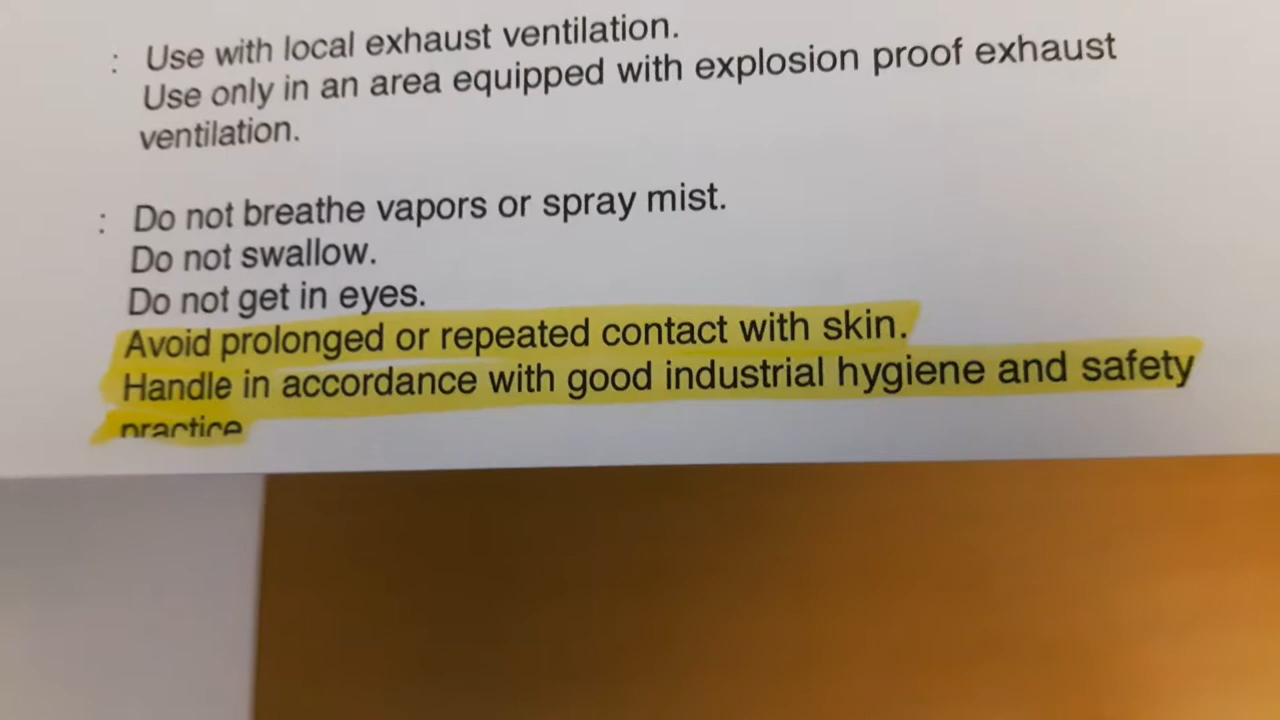 : Use with local exhaust ventilation.
Use only in an area equipped with explosion proof exhaust
ventilation.
: Do not breathe vapors or spray mist.
Do not swallow.
Do not get in eyes.
Avoid prolonged or repeated contact with skin.
Handle in accordance with good industrial hygiene and safety
practice